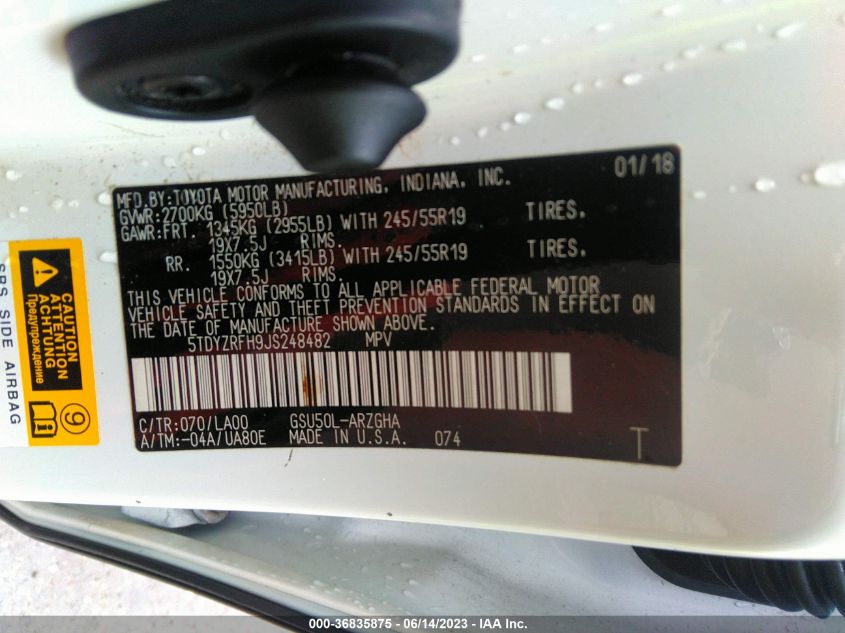 MFD.BY:TOYOTA MOTOR MANUFACTURING, INDIANA, INC. 01/18
GVWR:2700KG (5950LB)
GAWR:FRT. 1345KG (2955LB) WITH 245/55R19 TIRES.
19X7.5J RIMS.
RR. 1550KG (3415LB) WITH 245/55R19 TIRES.
19X7.5J RIMS.
THIS VEHICLE CONFORMS TO ALL APPLICABLE FEDERAL MOTOR
VEHICLE SAFETY AND THEFT PREVENTION STANDARDS IN EFFECT ON
THE DATE OF MANUFACTURE SHOWN ABOVE.
5TDYZRFH9JS248482 MPV
C/TR:070/LA00 GSU50L-ARZGHA
A/TM:-04A/UA80E MADE IN U.S.A. 074 T
SRS SIDE AIRBAG
CAUTION
ATTENTION
ACHTUNG
Предупреждение
9
000-36835875 - 06/14/2023 - IAA Inc.